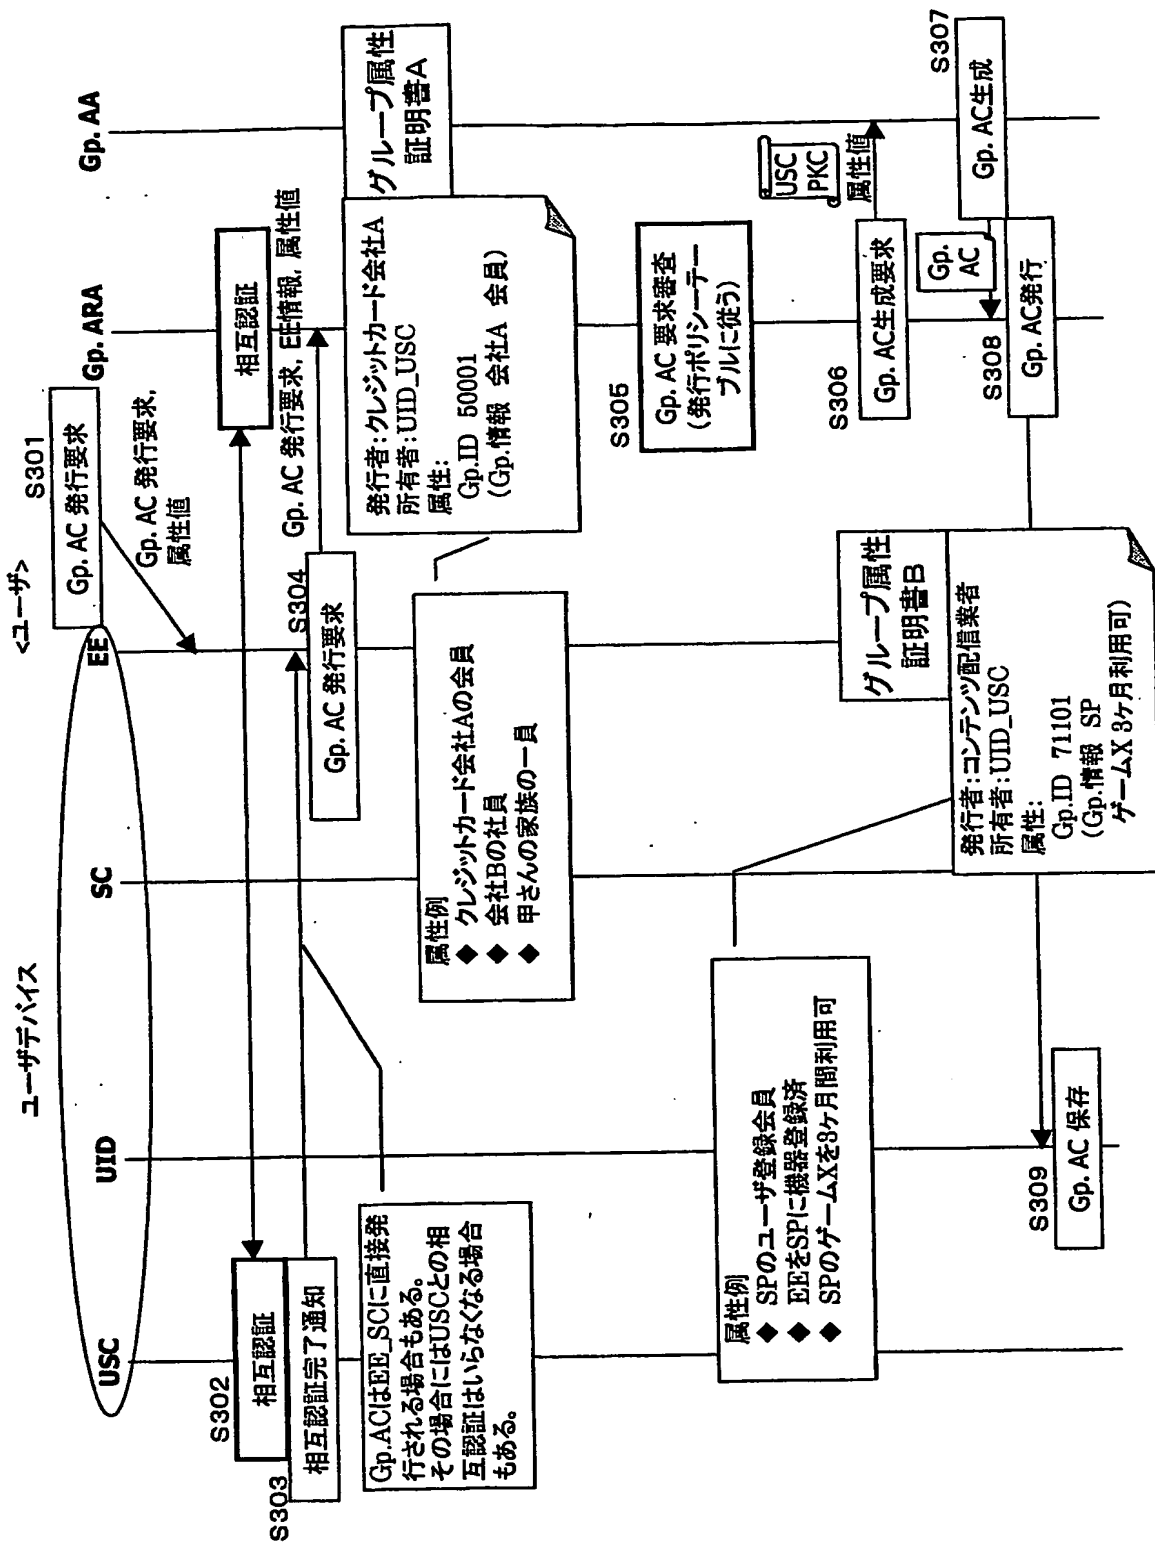 ユーザデバイス
<ユーザ>
USC
UID
SC
EE
Gp. ARA
Gp. AA
S301
Gp. AC 発行要求
Gp. AC 発行要求,
属性値
S302
相互認証
相互認証
S303
相互認証完了通知
S304
Gp. AC 発行要求
Gp. AC 発行要求, EE情報, 属性値
Gp.ACはEE_SCに直接発
行される場合もある。
その場合にはUSCとの相
互認証はいらなくなる場合
もある。
属性例
◆ クレジットカード会社Aの会員
◆ 会社Bの社員
◆ 甲さんの家族の一員
グループ属性
証明書A
発行者:クレジットカード会社A
所有者:UID_USC
属性:
Gp.ID 50001
(Gp.情報 会社A 会員)
S305
Gp. AC 要求審査
(発行ポリシーテー
ブルに従う)
USC
PKC
属性値
S306
Gp. AC生成要求
S307
Gp. AC生成
Gp.
AC
S308
Gp. AC発行
属性例
◆ SPのユーザ登録会員
◆ EEをSPに機器登録済
◆ SPのゲームXを3ヶ月間利用可
グループ属性
証明書B
発行者:コンテンツ配信業者
所有者:UID_USC
属性:
Gp.ID 71101
(Gp.情報 SP
ゲームX 3ヶ月利用可)
S309
Gp. AC 保存